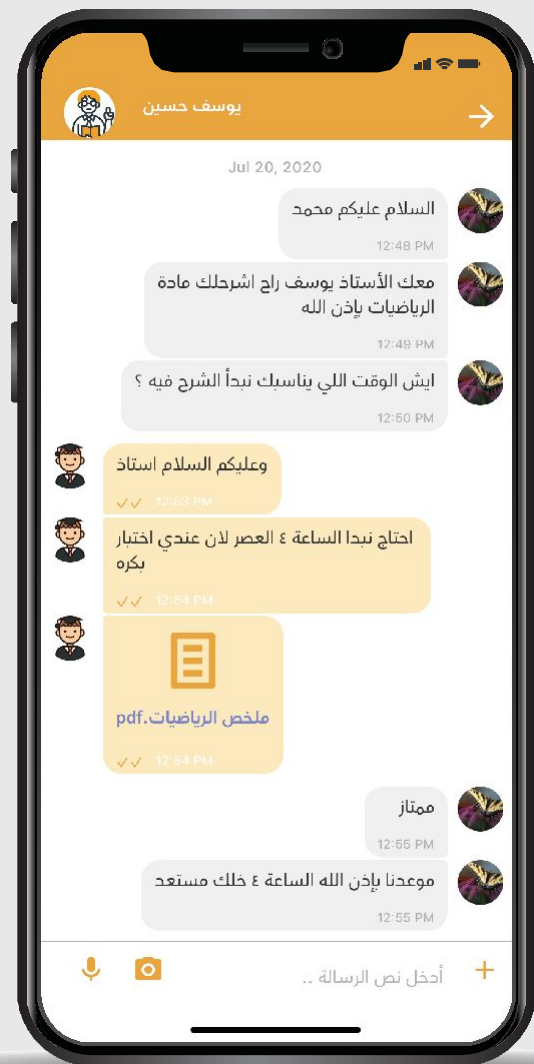 يوسف حسين
Jul 20, 2020
السلام عليكم محمد
12:48 PM
معك الأستاذ يوسف راح اشرحلك مادة
الرياضيات بإذن الله
12:49 PM
ايش الوقت اللي يناسبك نبدأ الشرح فيه ؟
12:50 PM
وعليكم السلام استاذ
12:53 PM
احتاج نبدا الساعة ٤ العصر لان عندي اختبار
بكره
12:54 PM
ملخص الرياضيات.pdf
12:54 PM
ممتاز
12:55 PM
موعدنا بإذن الله الساعة ٤ خلك مستعد
12:55 PM
أدخل نص الرسالة ..